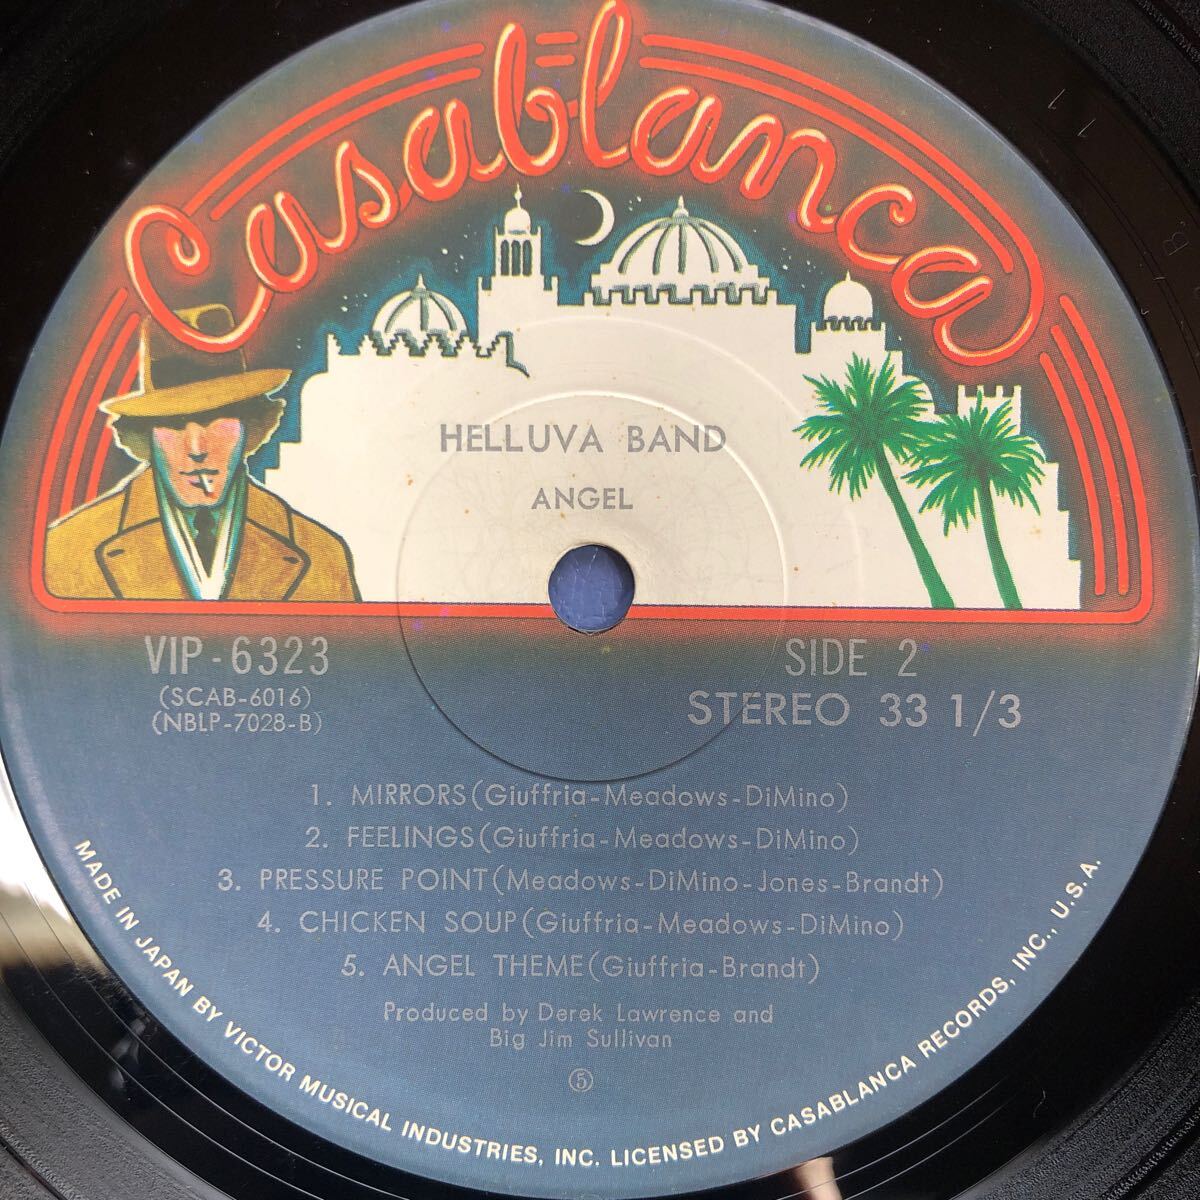 Casablanca
HELLUVA BAND
ANGEL
VIP-6323
(SCAB-6016)
(NBLP-7028-B)
SIDE 2
STEREO 33 1/3
1. MIRRORS(Giuffria-Meadows-DiMino)
2. FEELINGS(Giuffria-Meadows-DiMino)
3. PRESSURE POINT(Meadows-DiMino-Jones-Brandt)
4. CHICKEN SOUP(Giuffria-Meadows-DiMino)
5. ANGEL THEME(Giuffria-Brandt)
Produced by Derek Lawrence and
Big Jim Sullivan
⑤
MADE IN JAPAN BY VICTOR MUSICAL INDUSTRIES, INC. LICENSED BY CASABLANCA RECORDS, INC., U.S.A.